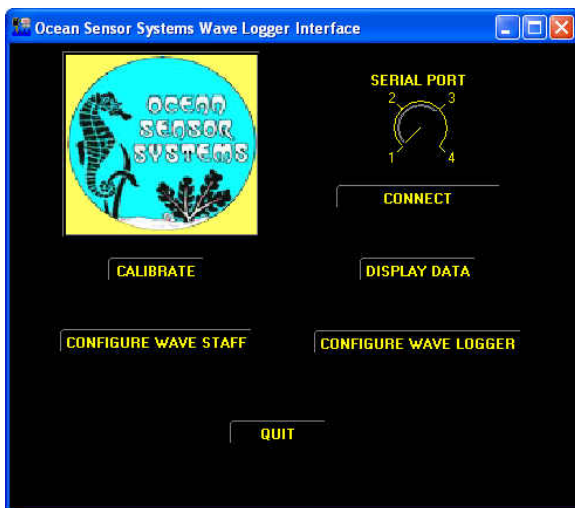 Ocean Sensor Systems Wave Logger Interface
OCEAN
SENSOR
SYSTEMS
SERIAL PORT
2 3
1 4
CONNECT
CALIBRATE
DISPLAY DATA
CONFIGURE WAVE STAFF
CONFIGURE WAVE LOGGER
QUIT